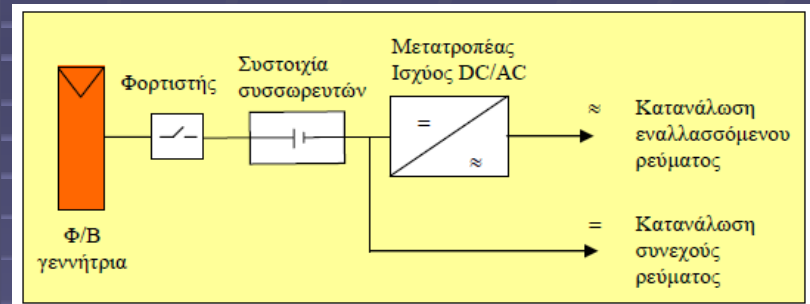 Φορτιστής
Συστοιχία
συσσωρευτών
Μετατροπέας
Ισχύος DC/AC
=
≈
≈ Κατανάλωση
εναλλασσόμενου
ρεύματος
Φ/Β
γεννήτρια
= Κατανάλωση
συνεχούς
ρεύματος